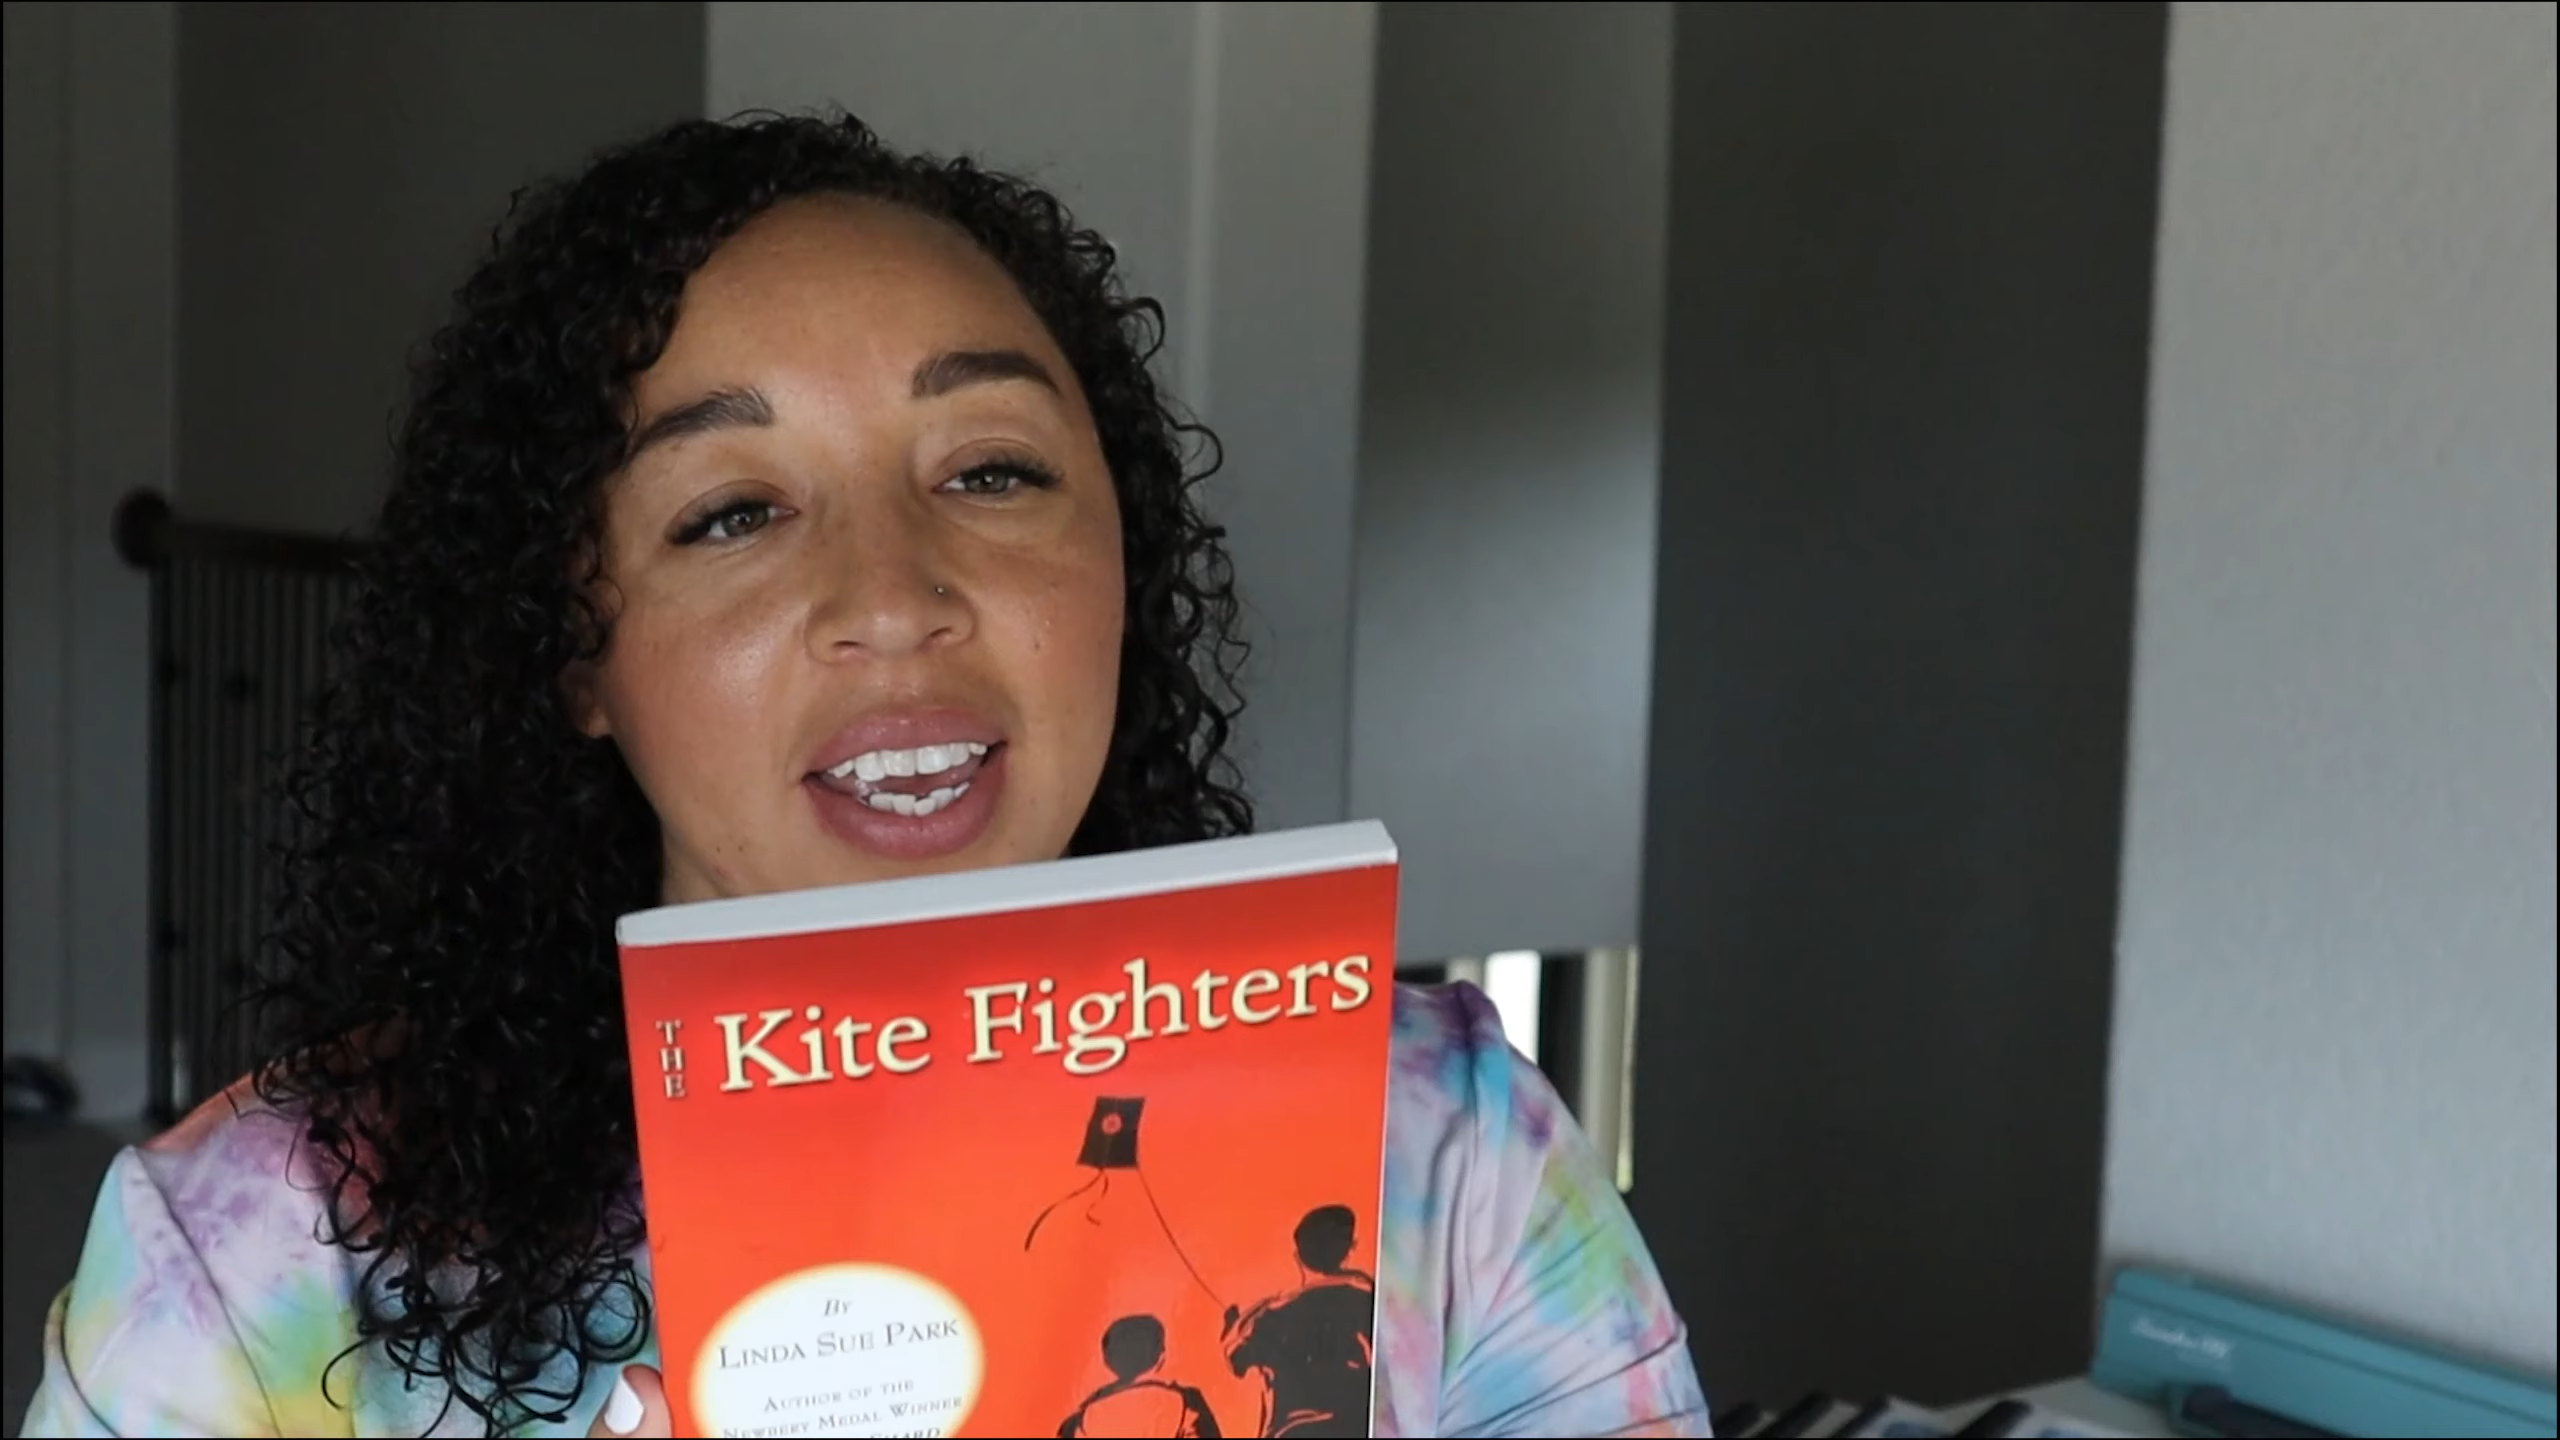 THE Kite Fighters
BY
LINDA SUE PARK
AUTHOR OF THE
NEWBERY MEDAL WINNER